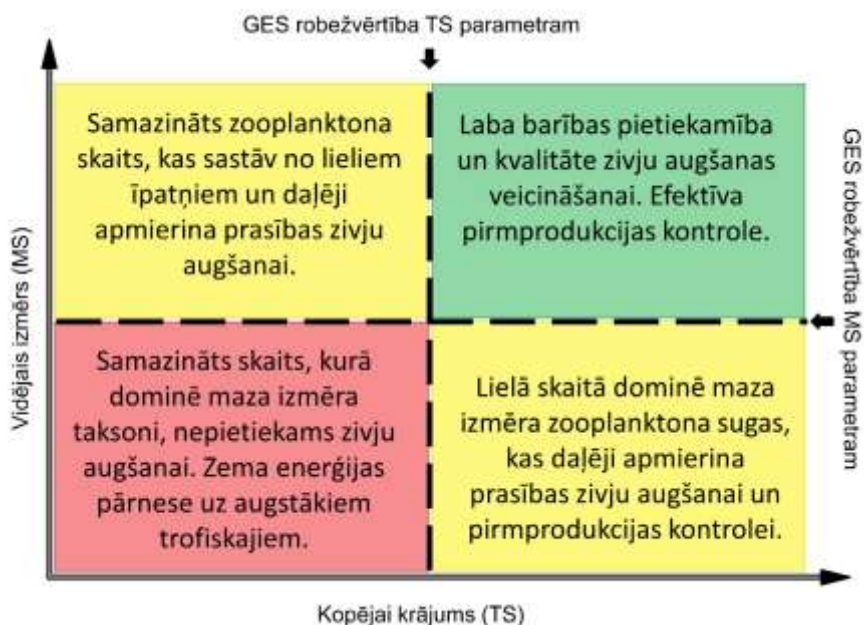 GES robežvērtība TS parametram
Samazināts zooplanktona
skaits, kas sastāv no lieliem
īpatņiem un daļēji
apmierina prasības zivju
augšanai.
Laba barības pietiekamība
un kvalitāte zivju augšanas
veicināšanai. Efektīva
pirmprodukcijas kontrole.
Vidējais izmērs (MS)
GES robežvērtība MS parametram
Samazināts skaits, kurā
dominē maza izmēra
taksoni, nepietiekams zivju
augšanai. Zema enerģijas
pārnese uz augstākiem
trofiskajiem.
Lielā skaitā dominē maza
izmēra zooplanktona sugas,
kas daļēji apmierina
prasības zivju augšanai un
pirmprodukcijas kontrolei.
Kopējai krājums (TS)